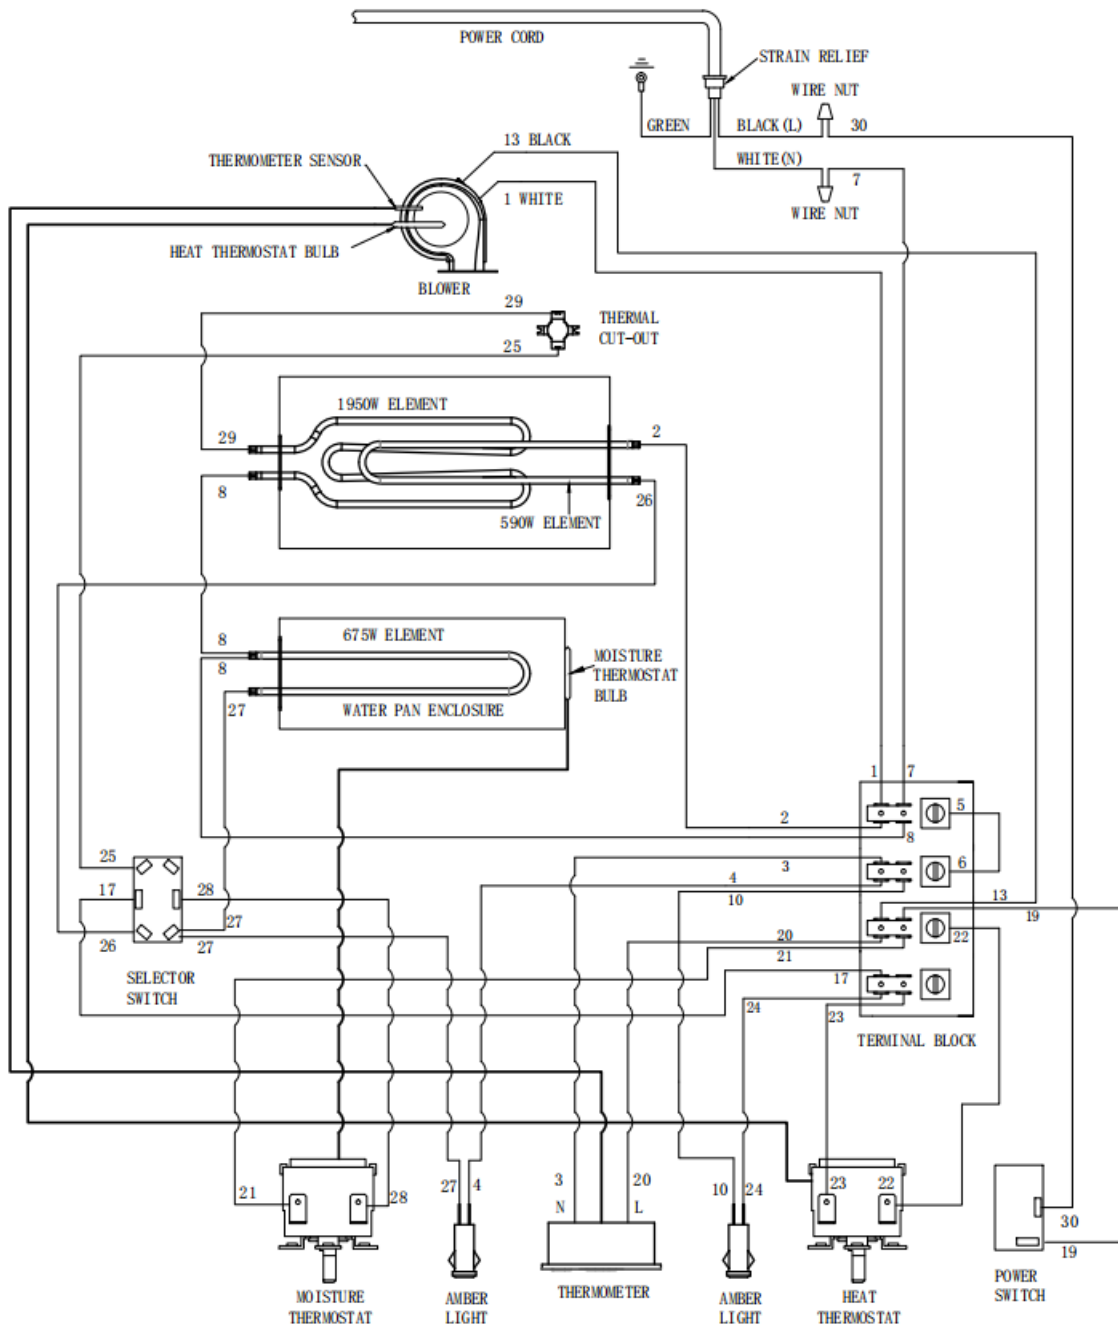 POWER CORD
STRAIN RELIEF
WIRE NUT
GREEN
BLACK(L)
30
13 BLACK
WHITE(N)
7
THERMOMETER SENSOR
1 WHITE
WIRE NUT
HEAT THERMOSTAT BULB
BLOWER
29
THERMAL
CUT-OUT
25
1950W ELEMENT
29
2
8
26
590W ELEMENT
8
675W ELEMENT
8
MOISTURE
THERMOSTAT
BULB
27
WATER PAN ENCLOSURE
1
7
5
2
8
25
3
6
4
17
28
10
13
19
27
20
22
26
27
21
SELECTOR
SWITCH
17
24
23
TERMINAL BLOCK
21
28
27
4
3
20
10
24
23
22
N
L
30
19
MOISTURE
THERMOSTAT
AMBER
LIGHT
THERMOMETER
AMBER
LIGHT
HEAT
THERMOSTAT
POWER
SWITCH